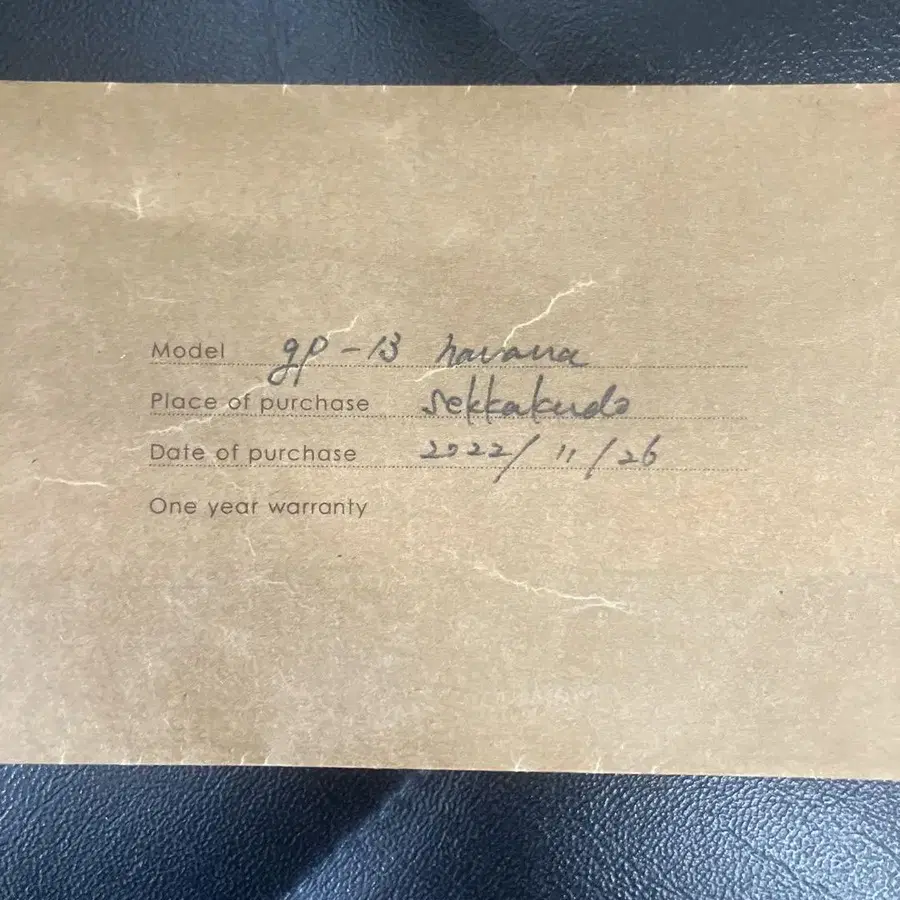 Model gp-13 havana
Place of purchase sekkakudo
Date of purchase 2022/11/26
One year warranty